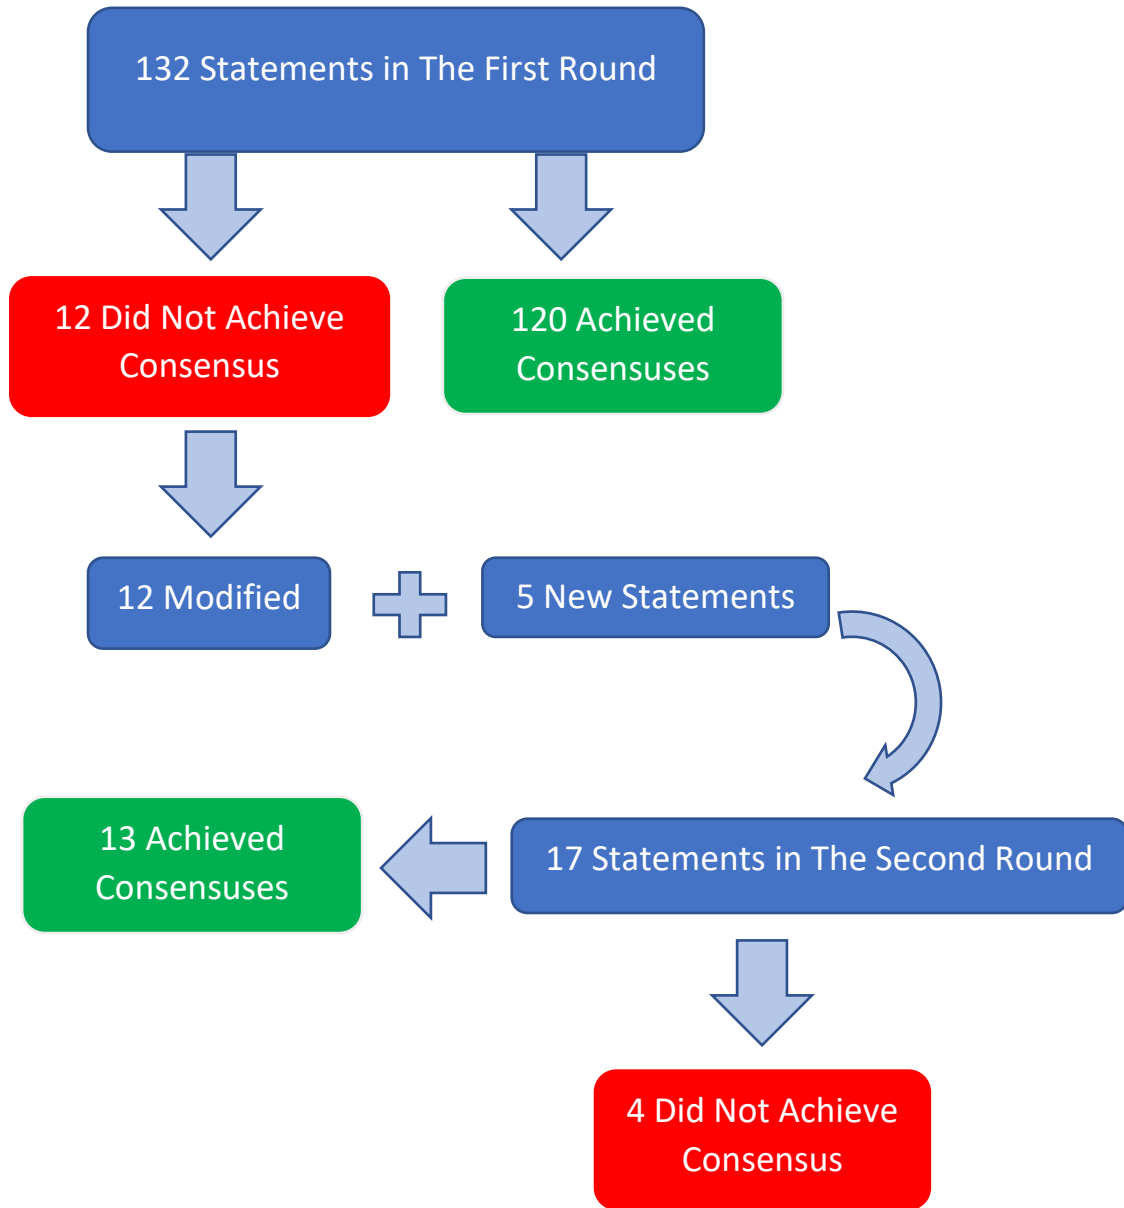 132 Statements in The First Round
12 Did Not Achieve
Consensus
120 Achieved
Consensuses
12 Modified
5 New Statements
13 Achieved
Consensuses
17 Statements in The Second Round
4 Did Not Achieve
Consensus